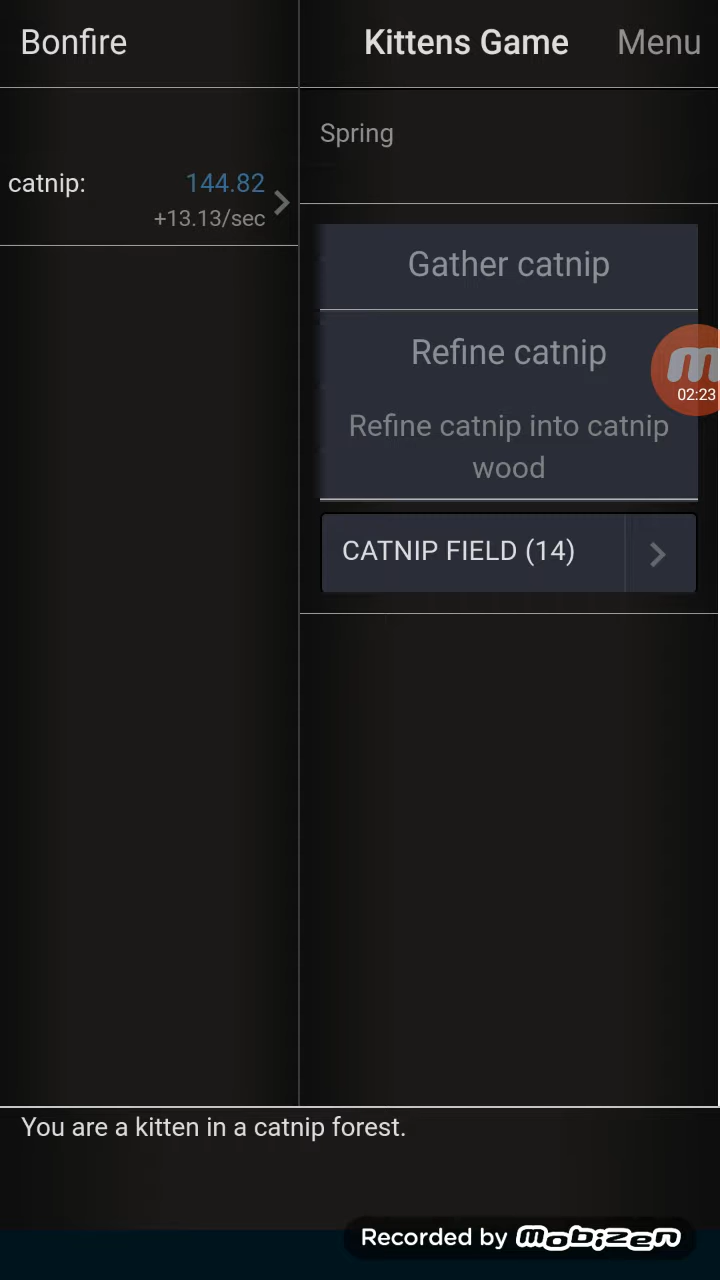 Bonfire
Kittens Game
Menu
Spring
catnip:
144.82
+13.13/sec
Gather catnip
Refine catnip
Refine catnip into catnip
wood
02:23
CATNIP FIELD (14)
You are a kitten in a catnip forest.
Recorded by mobizen